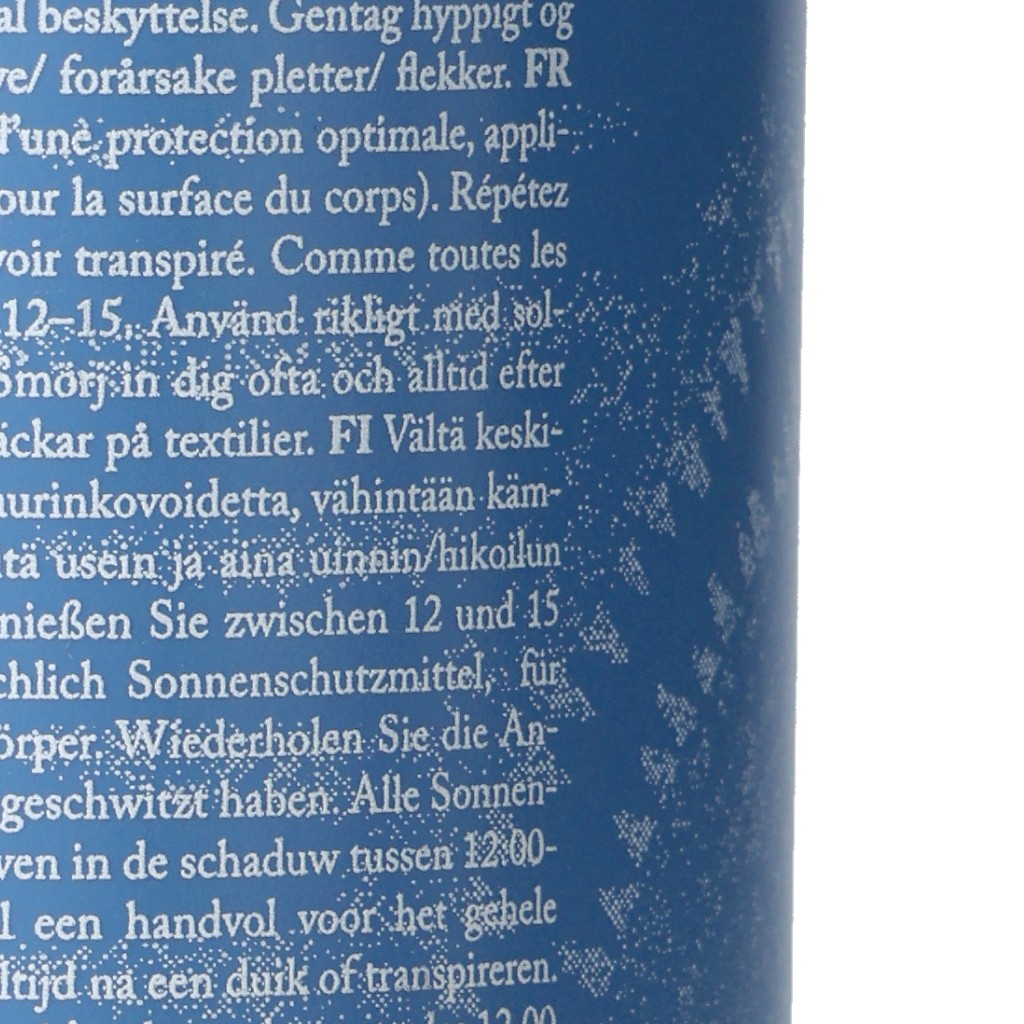 al beskyttelse. Gentag hyppigt og
ve/ forårsake pletter/ flekker. FR
d'une protection optimale, appli-
our la surface du corps). Répétez
voir transpiré. Comme toutes les
12–15. Använd rikligt med sol-
Smörj in dig ofta och alltid efter
äckar på textilier. FI Vältä keski-
aurinkovoidetta, vähintään käm-
tä usein ja aina uinnin/hikoilun
nießen Sie zwischen 12 und 15
chlich Sonnenschutzmittel, für
örper. Wiederholen Sie die An-
geschwitzt haben. Alle Sonnen-
ven in de schaduw tussen 12:00-
l een handvol voor het gehele
ltijd na een duik of transpireren.
12.00